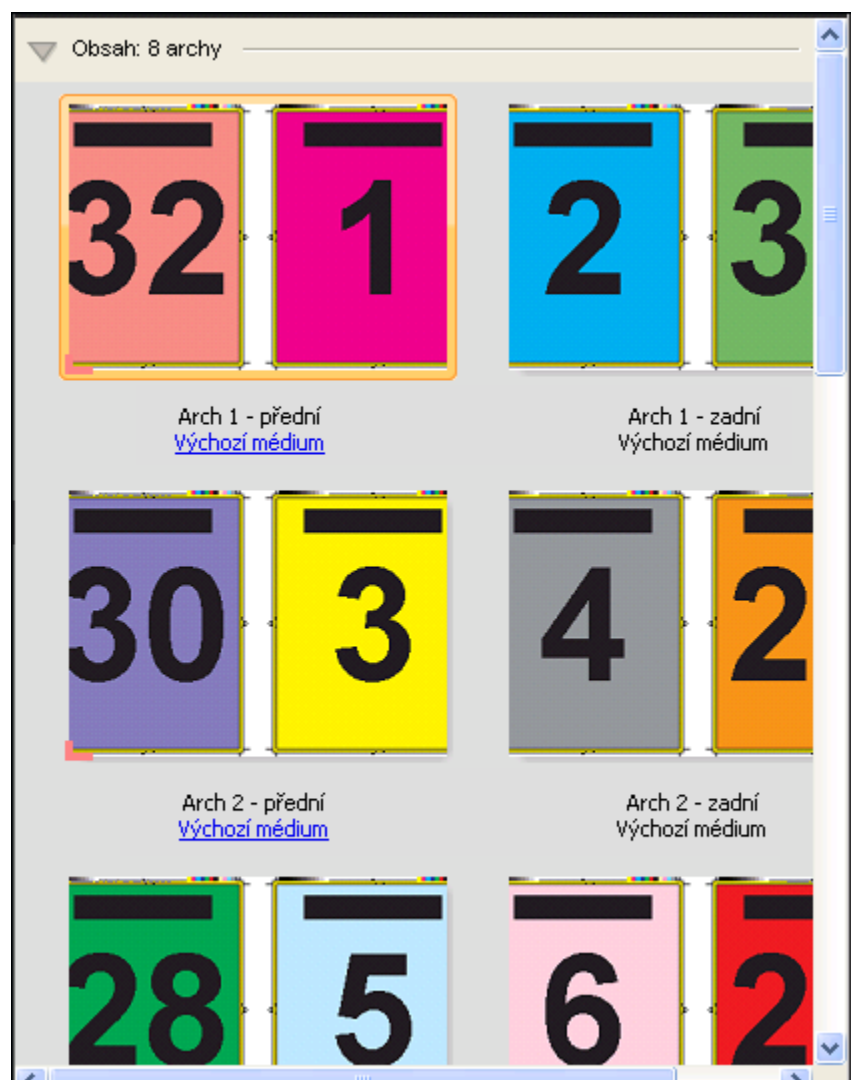 Obsah: 8 archy
32 1 2 3
Arch 1 - přední Arch 1 - zadní
Výchozí médium Výchozí médium
30 3 4 2
Arch 2 - přední Arch 2 - zadní
Výchozí médium Výchozí médium
28 5 6 2